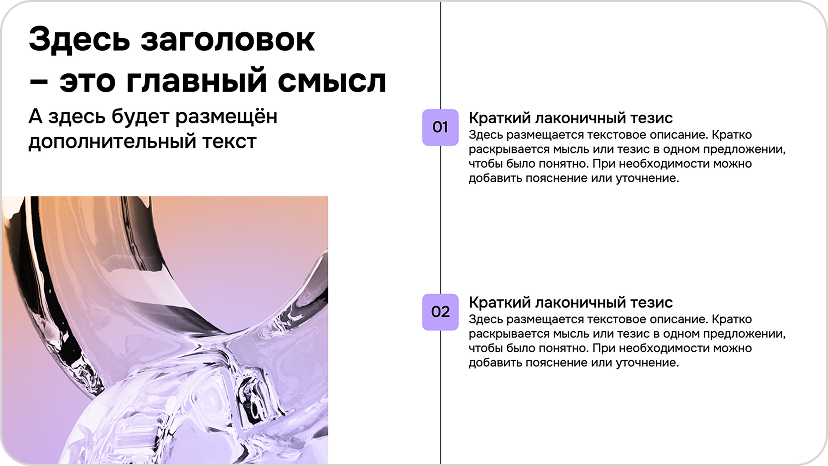 Здесь заголовок
– это главный смысл
А здесь будет размещён
дополнительный текст
01
Краткий лаконичный тезис
Здесь размещается текстовое описание. Кратко
раскрывается мысль или тезис в одном предложении,
чтобы было понятно. При необходимости можно
добавить пояснение или уточнение.
02
Краткий лаконичный тезис
Здесь размещается текстовое описание. Кратко
раскрывается мысль или тезис в одном предложении,
чтобы было понятно. При необходимости можно
добавить пояснение или уточнение.